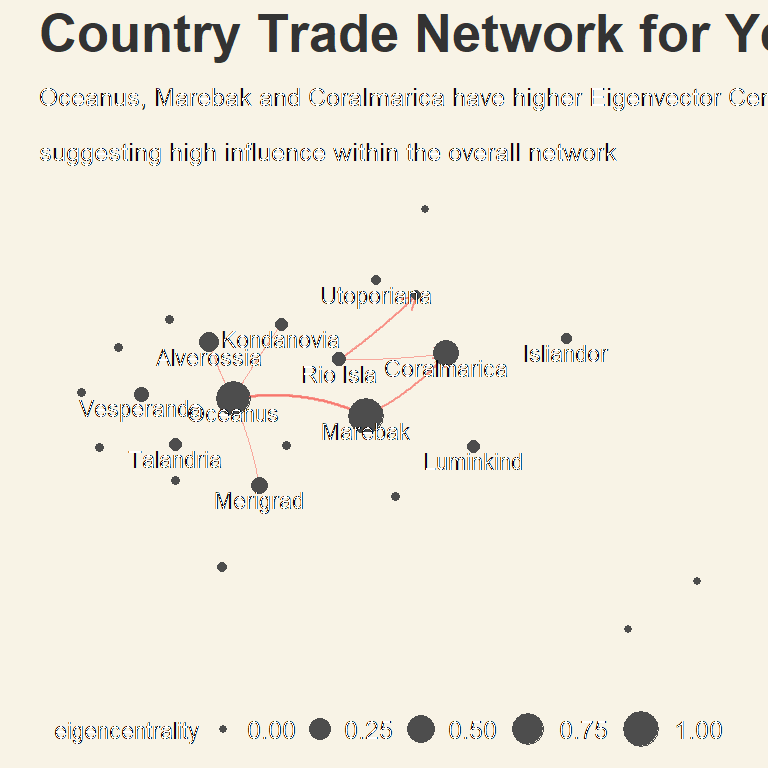 Country Trade Network for Ye
Oceanus, Marebak and Coralmarica have higher Eigenvector Cen
suggesting high influence within the overall network
Utoporiana
Kondanovia
Alverossia
Rio Isla
Coralmarica
Isliandor
Vesperanda
Oceanus
Marebak
Talandria
Luminkind
Merigrad
eigencentrality 0.00 0.25 0.50 0.75 1.00